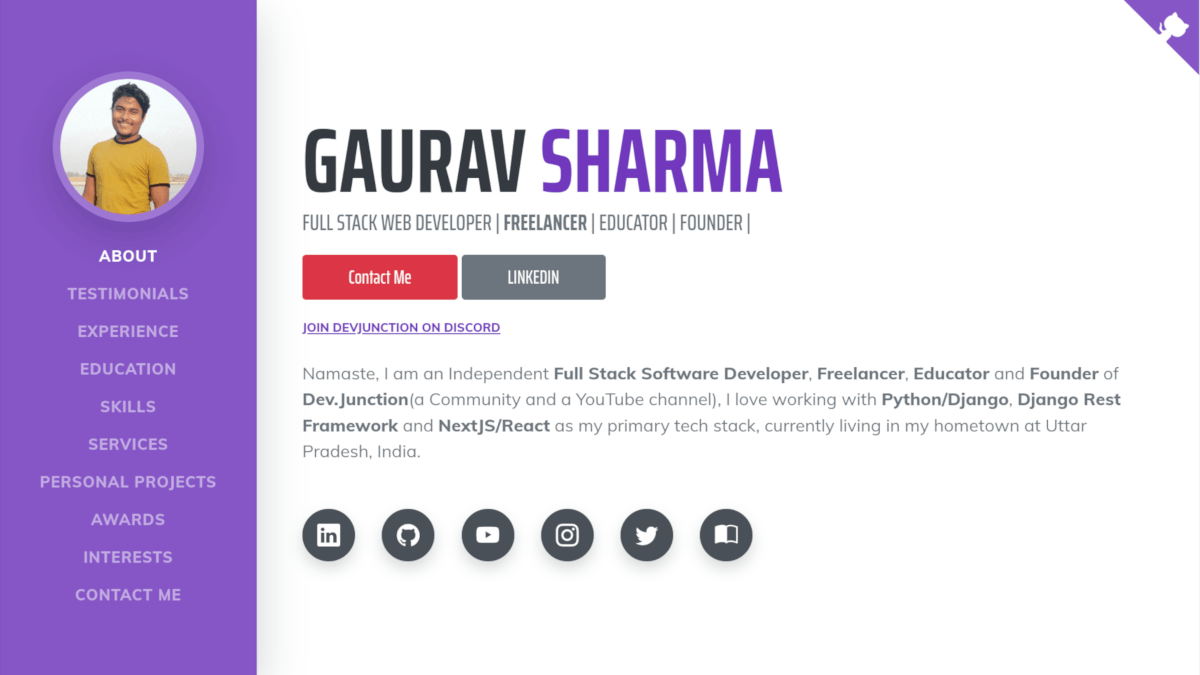 ABOUT
TESTIMONIALS
EXPERIENCE
EDUCATION
SKILLS
SERVICES
PERSONAL PROJECTS
AWARDS
INTERESTS
CONTACT ME
GAURAV SHARMA
FULL STACK WEB DEVELOPER | FREELANCER | EDUCATOR | FOUNDER |
Contact Me LINKEDIN
JOIN DEVJUNCTION ON DISCORD
Namaste, I am an Independent Full Stack Software Developer, Freelancer, Educator and Founder of
Dev.Junction(a Community and a YouTube channel), I love working with Python/Django, Django Rest
Framework and NextJS/React as my primary tech stack, currently living in my hometown at Uttar
Pradesh, India.
in